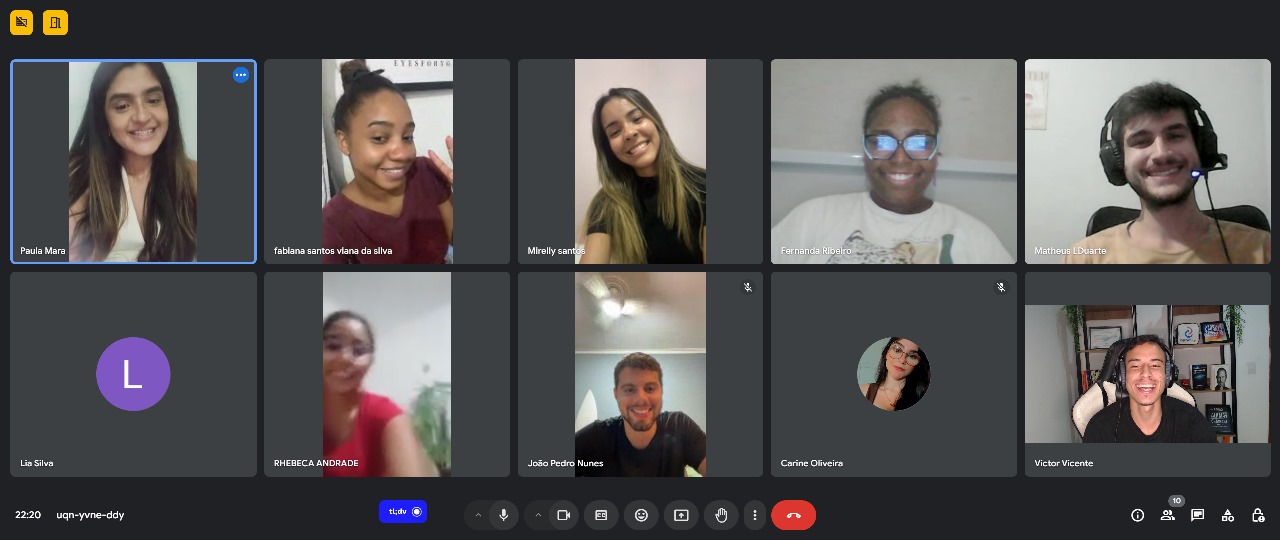 EYESFORYO
Paula Mara
fabiana santos viana da silva
Mirelly santos
Fernanda Ribeiro
Matheus LDuarte
L
Lia Silva
RHEBECA ANDRADE
João Pedro Nunes
Carine Oliveira
Victor Vicente
22:20
uqn-yvne-ddy
tl;dv
10